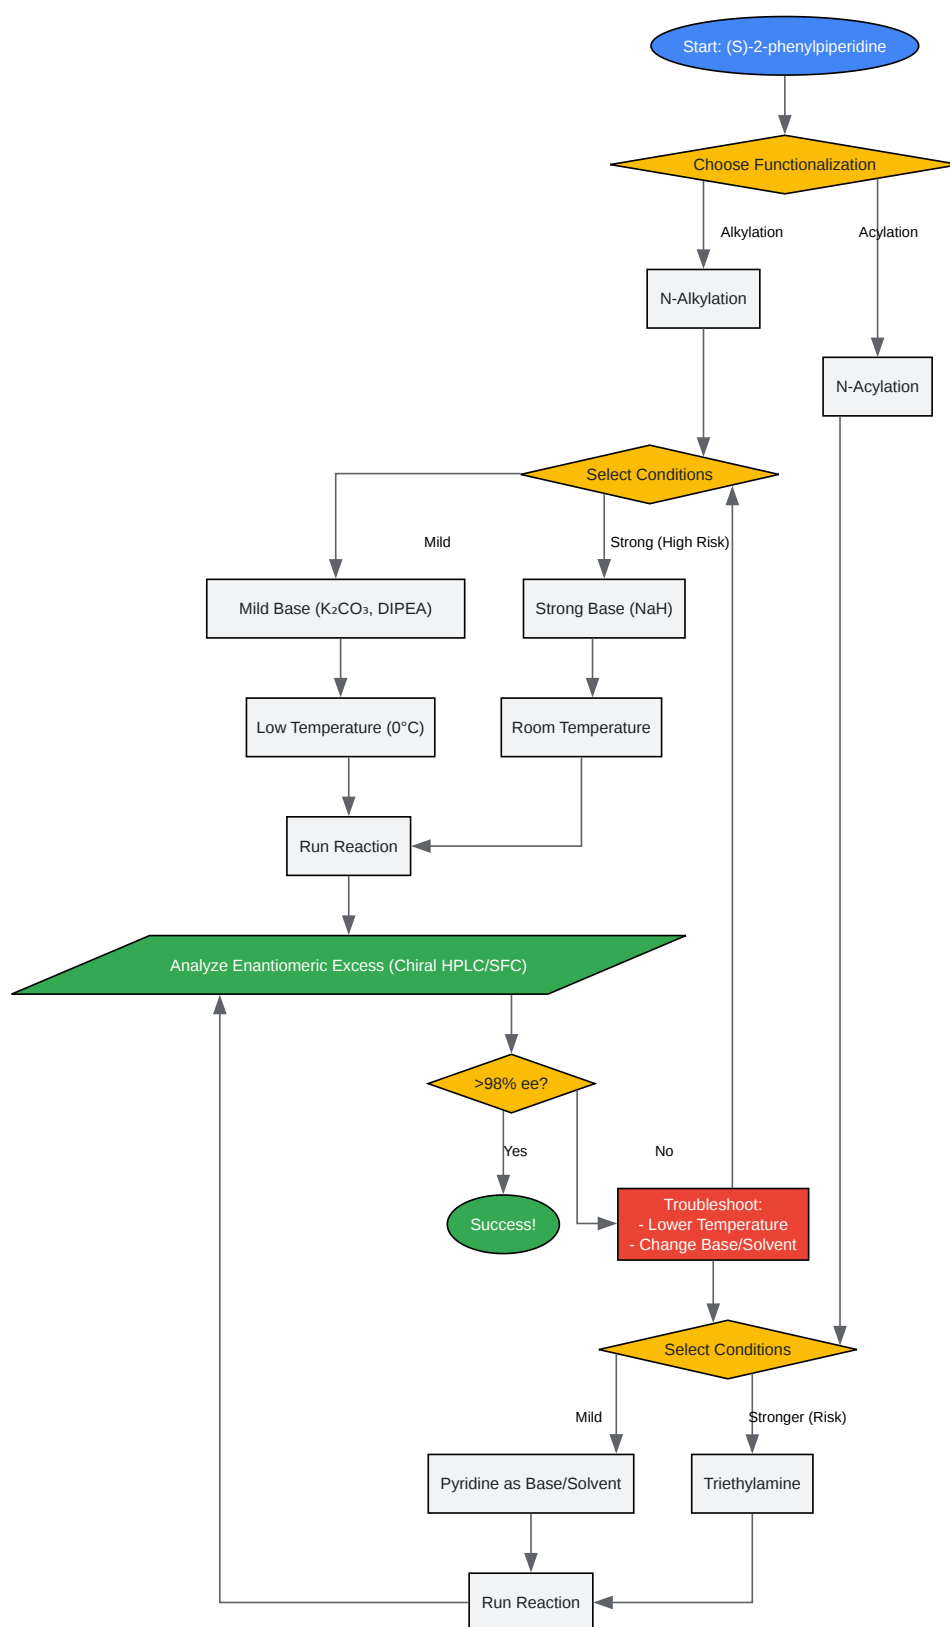 Start: (S)-2-phenylpiperidine
Choose Functionalization
Alkylation
Acylation
N-Alkylation
N-Acylation
Select Conditions
Mild
Strong (High Risk)
Mild Base (K₂CO₃, DIPEA)
Strong Base (NaH)
Low Temperature (0°C)
Room Temperature
Run Reaction
Analyze Enantiomeric Excess (Chiral HPLC/SFC)
>98% ee?
Yes
No
Success!
Troubleshoot:
- Lower Temperature
- Change Base/Solvent
Select Conditions
Mild
Stronger (Risk)
Pyridine as Base/Solvent
Triethylamine
Run Reaction